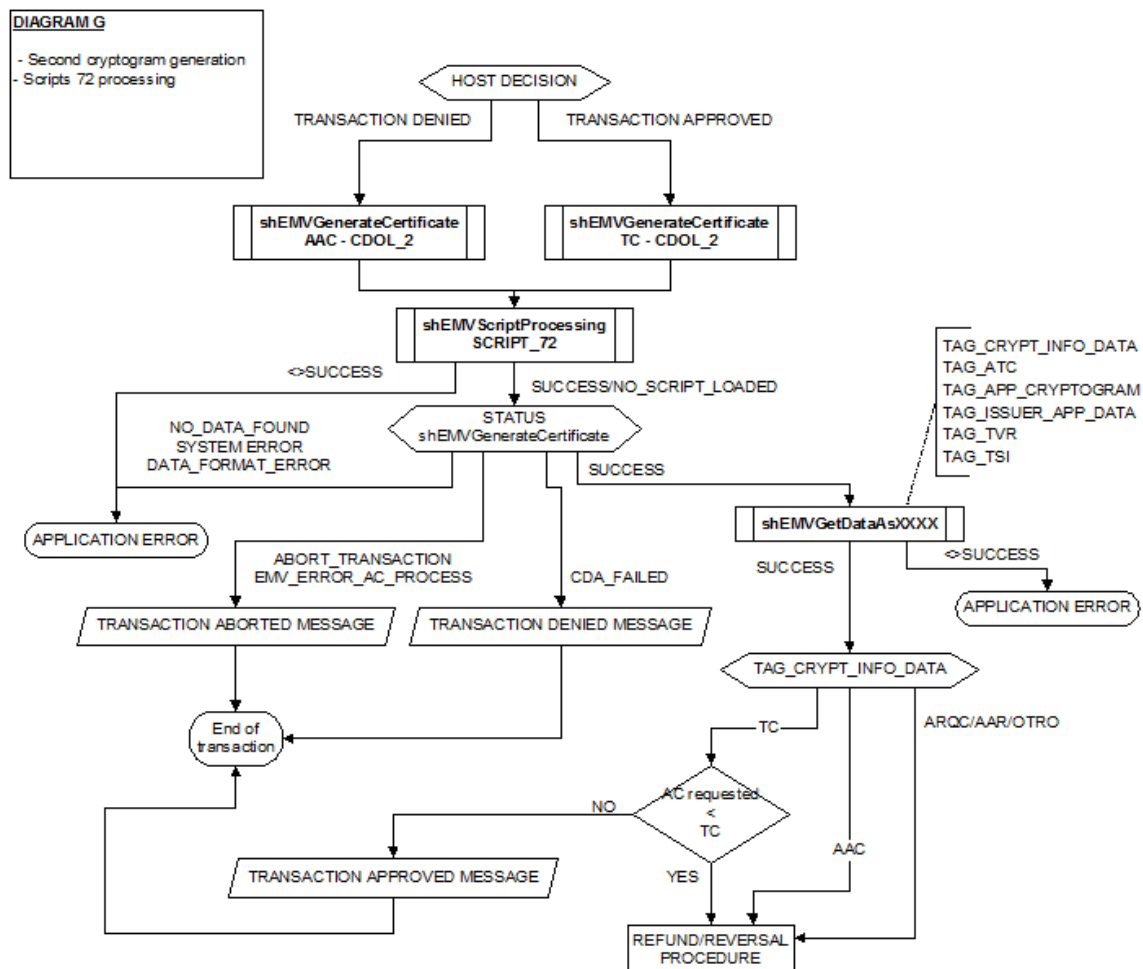 DIAGRAM G
- Second cryptogram generation
- Scripts 72 processing
HOST DECISION
TRANSACTION DENIED
TRANSACTION APPROVED
shEMVGenerateCertificate
AAC - CDOL_2
shEMVGenerateCertificate
TC - CDOL_2
shEMVScriptProcessing
SCRIPT_72
<>SUCCESS
SUCCESS/NO_SCRIPT_LOADED
TAG_CRYPT_INFO_DATA
TAG_ATC
TAG_APP_CRYPTOGRAM
TAG_ISSUER_APP_DATA
TAG_TVR
TAG_TSI
STATUS
shEMVGenerateCertificate
NO_DATA_FOUND
SYSTEM ERROR
DATA_FORMAT_ERROR
SUCCESS
shEMVGetDataAsXXXX
APPLICATION ERROR
ABORT_TRANSACTION
EMV_ERROR_AC_PROCESS
CDA_FAILED
SUCCESS
<>SUCCESS
APPLICATION ERROR
TRANSACTION ABORTED MESSAGE
TRANSACTION DENIED MESSAGE
TAG_CRYPT_INFO_DATA
End of
transaction
TC
ARQC/AAR/OTRO
AC requested
<
TC
NO
AAC
YES
TRANSACTION APPROVED MESSAGE
REFUND/REVERSAL
PROCEDURE